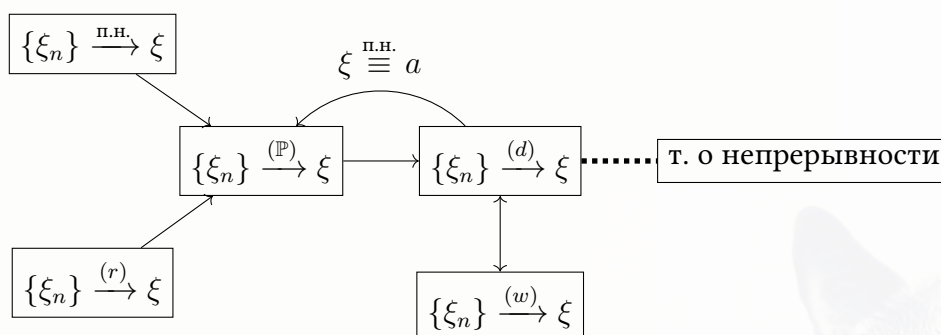 {ξₙ} п.н.⟶ ξ
ξ п.н.≡ a
{ξₙ} (ℙ)⟶ ξ
{ξₙ} (d)⟶ ξ
т. о непрерывности
{ξₙ} (r)⟶ ξ
{ξₙ} (w)⟶ ξ